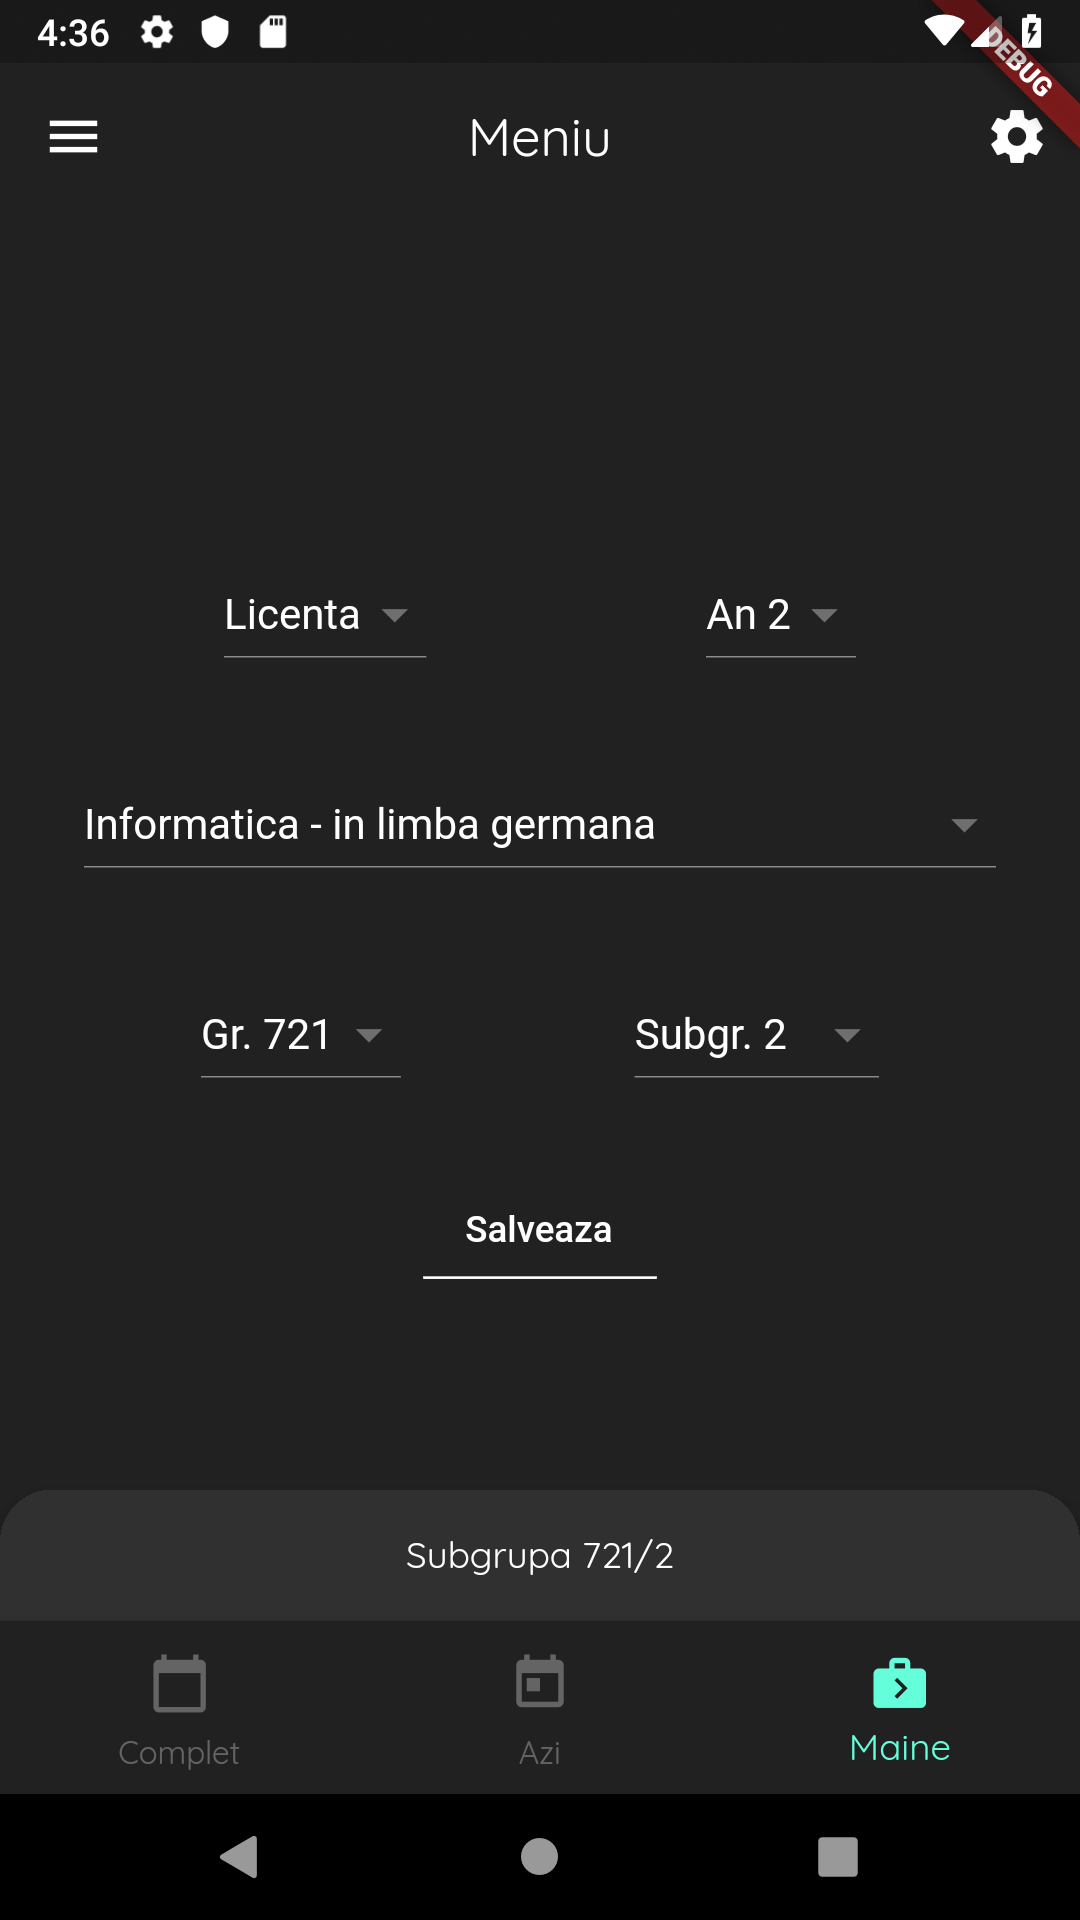 4:36
DEBUG
Meniu
Licenta
An 2
Informatica - in limba germana
Gr. 721
Subgr. 2
Salveaza
Subgrupa 721/2
Complet
Azi
Maine